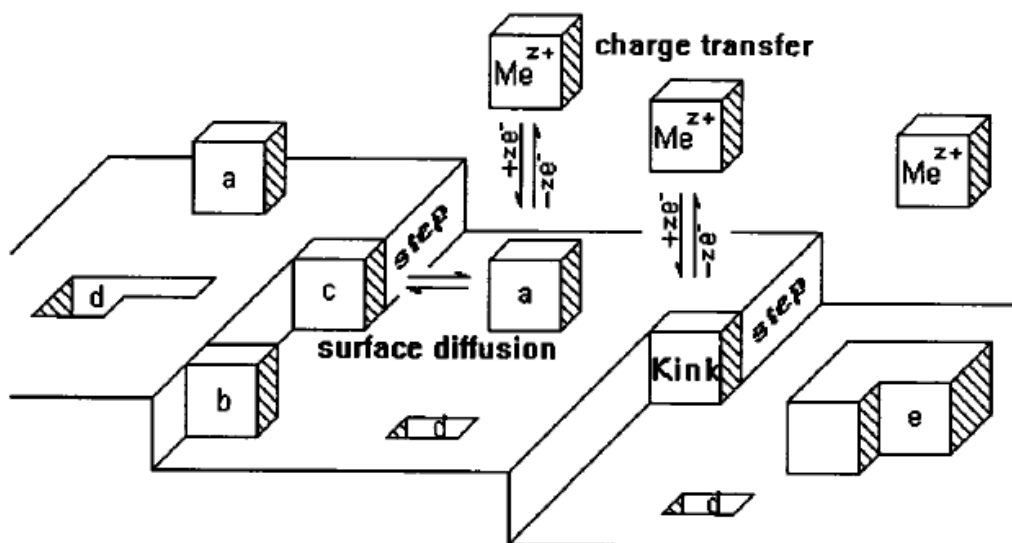 charge transfer
Me z+
Me z+
Me z+
+ze-
-ze-
+ze-
-ze-
a
step
d
c
a
step
surface diffusion
Kink
b
d
e
d